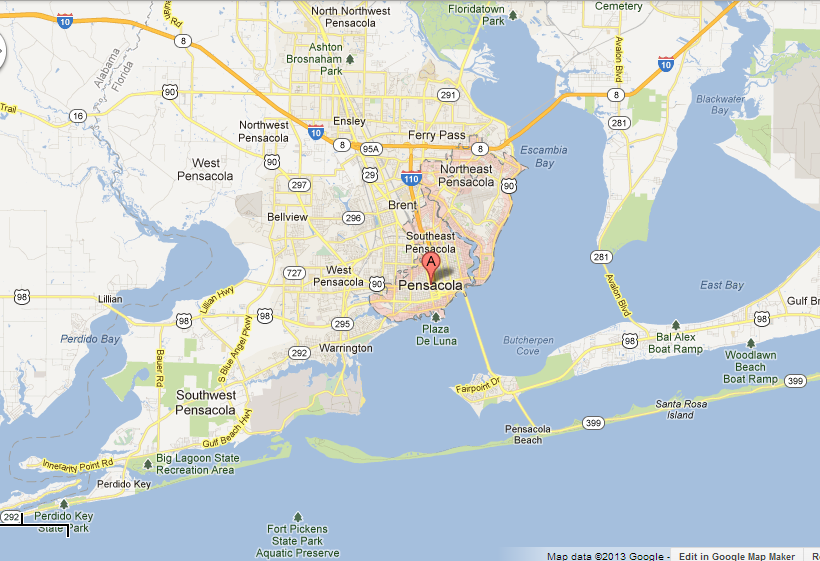 North Northwest
Pensacola
Floridatown
Park
Cemetery
10
8
Ashton
Brosnaham
Park
Alabama
Florida
Avalon Blvd
10
90
291
8
Blackwater
Bay
Trail
16
281
Northwest
Pensacola
10
Ensley
Ferry Pass
8
95A
8
Escambia
Bay
90
West
Pensacola
29
110
Northeast
Pensacola
90
297
Brent
Bellview
296
Southeast
Pensacola
A
281
727
West
Pensacola
90
Pensacola
East Bay
98
Lillian
Lillian Hwy
Avalon Blvd
Gulf Br
98
98
98
295
Plaza
De Luna
Perdido Bay
S Blue Angel Pkwy
98
Bal Alex
Boat Ramp
Butcherpen
Cove
Bauer Rd
292
Warrington
Woodlawn
Beach
Boat Ramp
399
Southwest
Pensacola
Fairpoint Dr
Santa Rosa
Island
399
Gulf Beach Hwy
Pensacola
Beach
Innerarity Point Rd
Big Lagoon State
Recreation Area
Perdido Key
292
Perdido Key
State Park
Fort Pickens
State Park
Aquatic Preserve
Map data ©2013 Google -
Edit in Google Map Maker